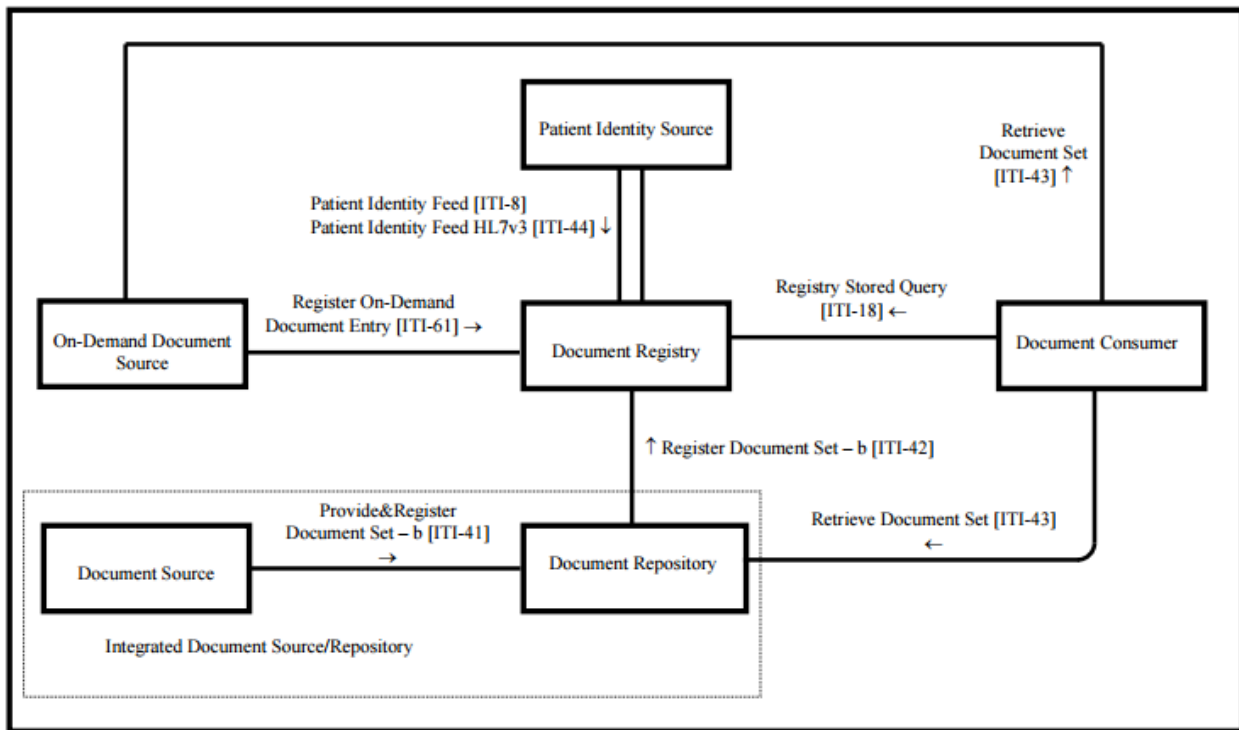 Patient Identity Source
Retrieve
Document Set
[ITI-43] ↑
Patient Identity Feed [ITI-8]
Patient Identity Feed HL7v3 [ITI-44] ↓
Register On-Demand
Document Entry [ITI-61] →
Registry Stored Query
[ITI-18] ←
On-Demand Document
Source
Document Registry
Document Consumer
↑ Register Document Set – b [ITI-42]
Provide&Register
Document Set – b [ITI-41]
→
Retrieve Document Set [ITI-43]
←
Document Source
Document Repository
Integrated Document Source/Repository